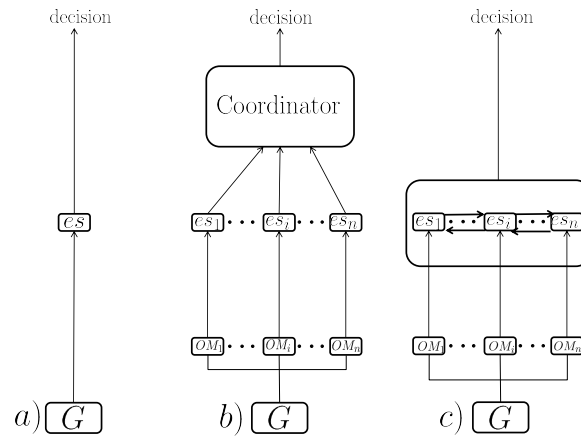 decision
es
a) G
decision
Coordinator
es₁ ··· esᵢ ··· esₙ
OM₁ ··· OMᵢ ··· OMₙ
b) G
decision
es₁ ··· esᵢ ··· esₙ
OM₁ ··· OMᵢ ··· OMₙ
c) G